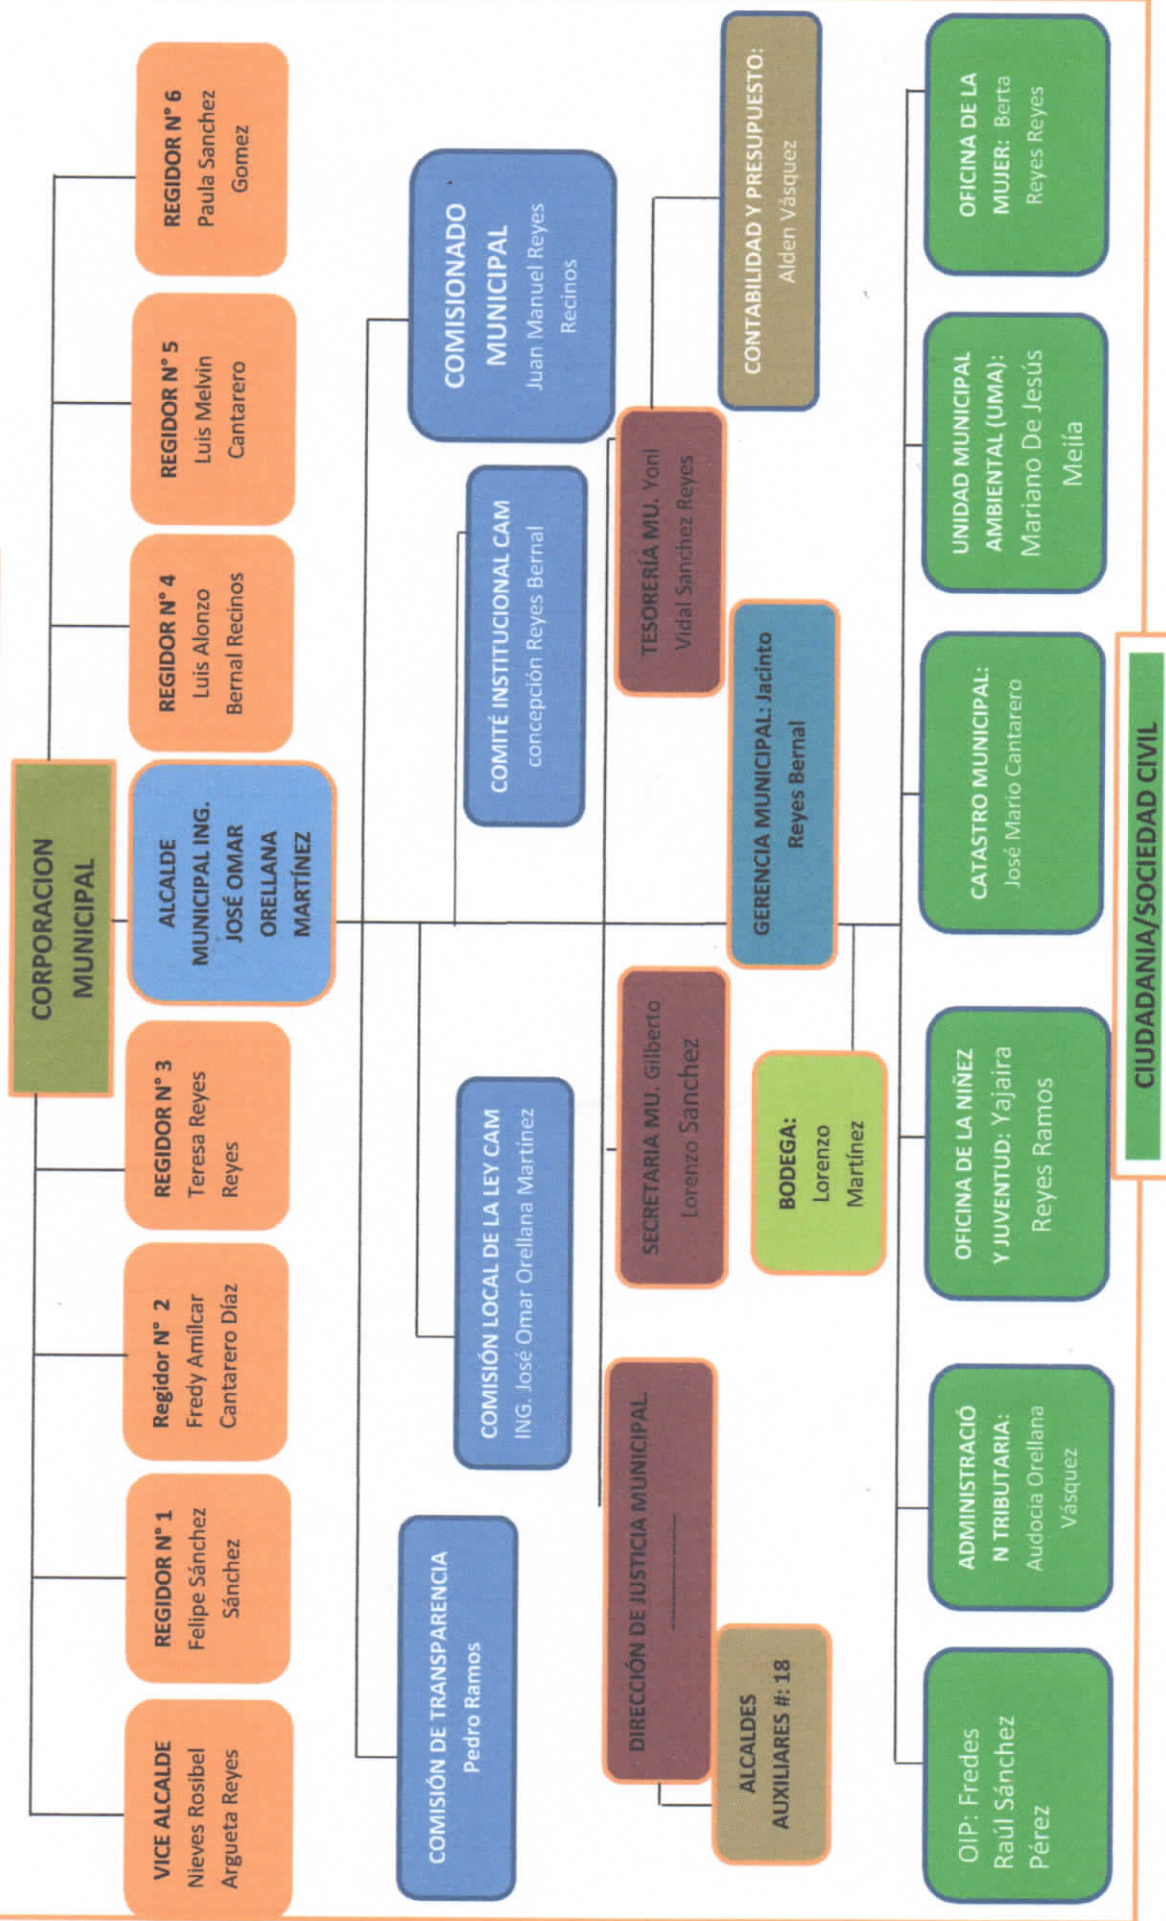 CORPORACION
MUNICIPAL
VICE ALCALDE
Nieves Rosibel
Argueta Reyes
REGIDOR N° 1
Felipe Sánchez
Sánchez
Regidor N° 2
Fredy Amílcar
Cantarero Díaz
REGIDOR N° 3
Teresa Reyes
Reyes
ALCALDE
MUNICIPAL ING.
JOSÉ OMAR
ORELLANA
MARTÍNEZ
REGIDOR N° 4
Luis Alonzo
Bernal Recinos
REGIDOR N° 5
Luis Melvin
Cantarero
REGIDOR N° 6
Paula Sanchez
Gomez
COMISIÓN DE TRANSPARENCIA
Pedro Ramos
COMISIÓN LOCAL DE LA LEY CAM
ING. José Omar Orellana Martínez
COMITÉ INSTITUCIONAL CAM
concepción Reyes Bernal
COMISIONADO
MUNICIPAL
Juan Manuel Reyes
Recinos
DIRECCIÓN DE JUSTICIA MUNICIPAL.
SECRETARIA MU. Gilberto
Lorenzo Sanchez
TESORERÍA MU. Yoni
Vidal Sanchez Reyes
ALCALDES
AUXILIARES #: 18
BODEGA:
Lorenzo
Martínez
GERENCIA MUNICIPAL: Jacinto
Reyes Bernal
CONTABILIDAD Y PRESUPUESTO:
Alden Vásquez
OIP: Fredes
Raúl Sánchez
Pérez
ADMINISTRACIÓ
N TRIBUTARIA:
Audocia Orellana
Vásquez
OFICINA DE LA NIÑEZ
Y JUVENTUD: Yajaira
Reyes Ramos
CATASTRO MUNICIPAL:
José Mario Cantarero
UNIDAD MUNICIPAL
AMBIENTAL (UMA):
Mariano De Jesús
Mejía
OFICINA DE LA
MUJER: Berta
Reyes Reyes
CIUDADANIA/SOCIEDAD CIVIL